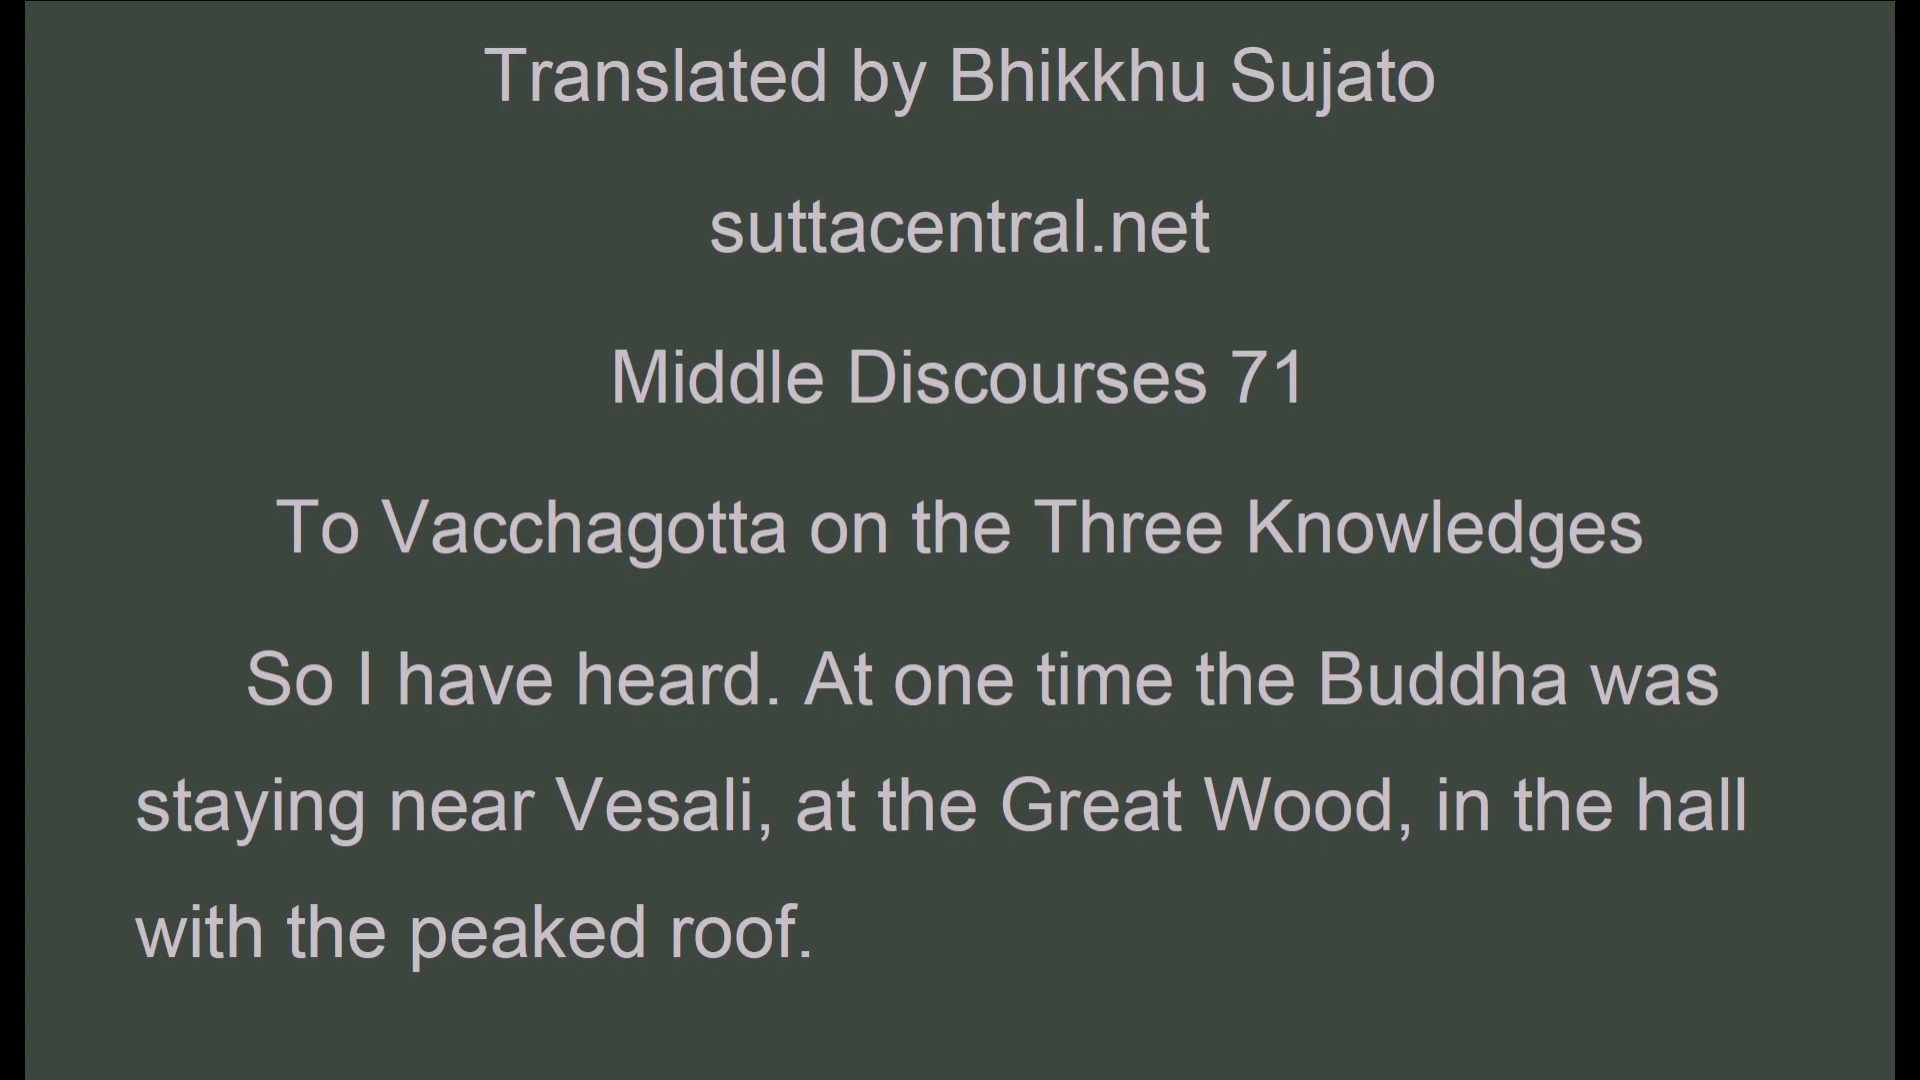 Translated by Bhikkhu Sujato
suttacentral.net
Middle Discourses 71
To Vacchagotta on the Three Knowledges
So I have heard. At one time the Buddha was
staying near Vesali, at the Great Wood, in the hall
with the peaked roof.